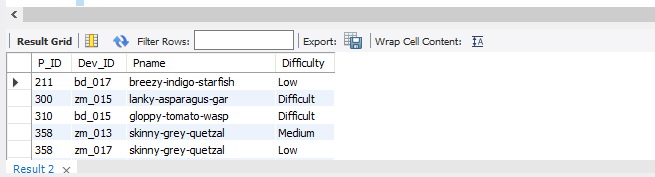 Result Grid Filter Rows: Export: Wrap Cell Content:
P_ID Dev_ID Pname Difficulty
211 bd_017 breezy-indigo-starfish Low
300 zm_015 lanky-asparagus-gar Difficult
310 bd_015 gloppy-tomato-wasp Difficult
358 zm_013 skinny-grey-quetzal Medium
358 zm_017 skinny-grey-quetzal Low
Result 2